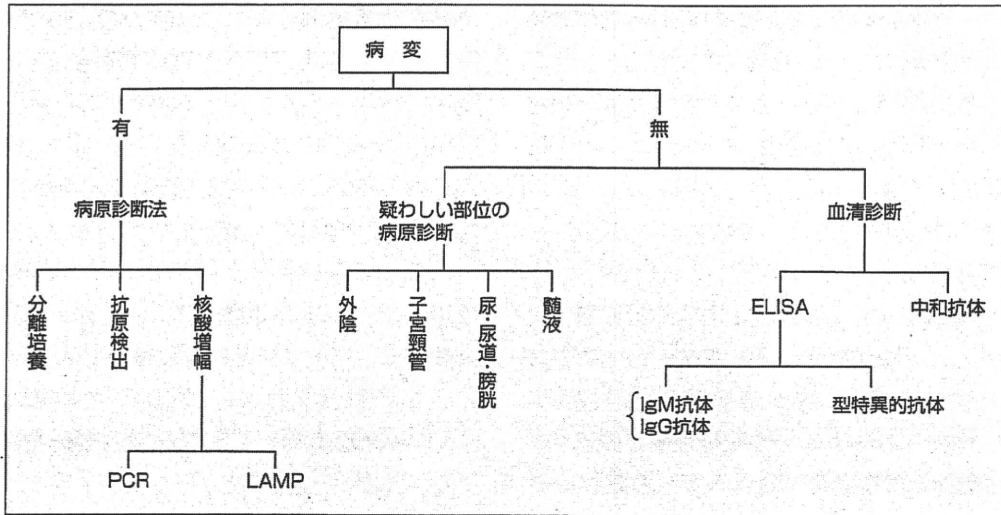 病 変
有
無
病原診断法
疑わしい部位の
病原診断
血清診断
分離培養
抗原検出
核酸増幅
外陰
子宮頸管
尿・尿道・膀胱
髄液
ELISA
中和抗体
IgM抗体
IgG抗体
型特異的抗体
PCR
LAMP